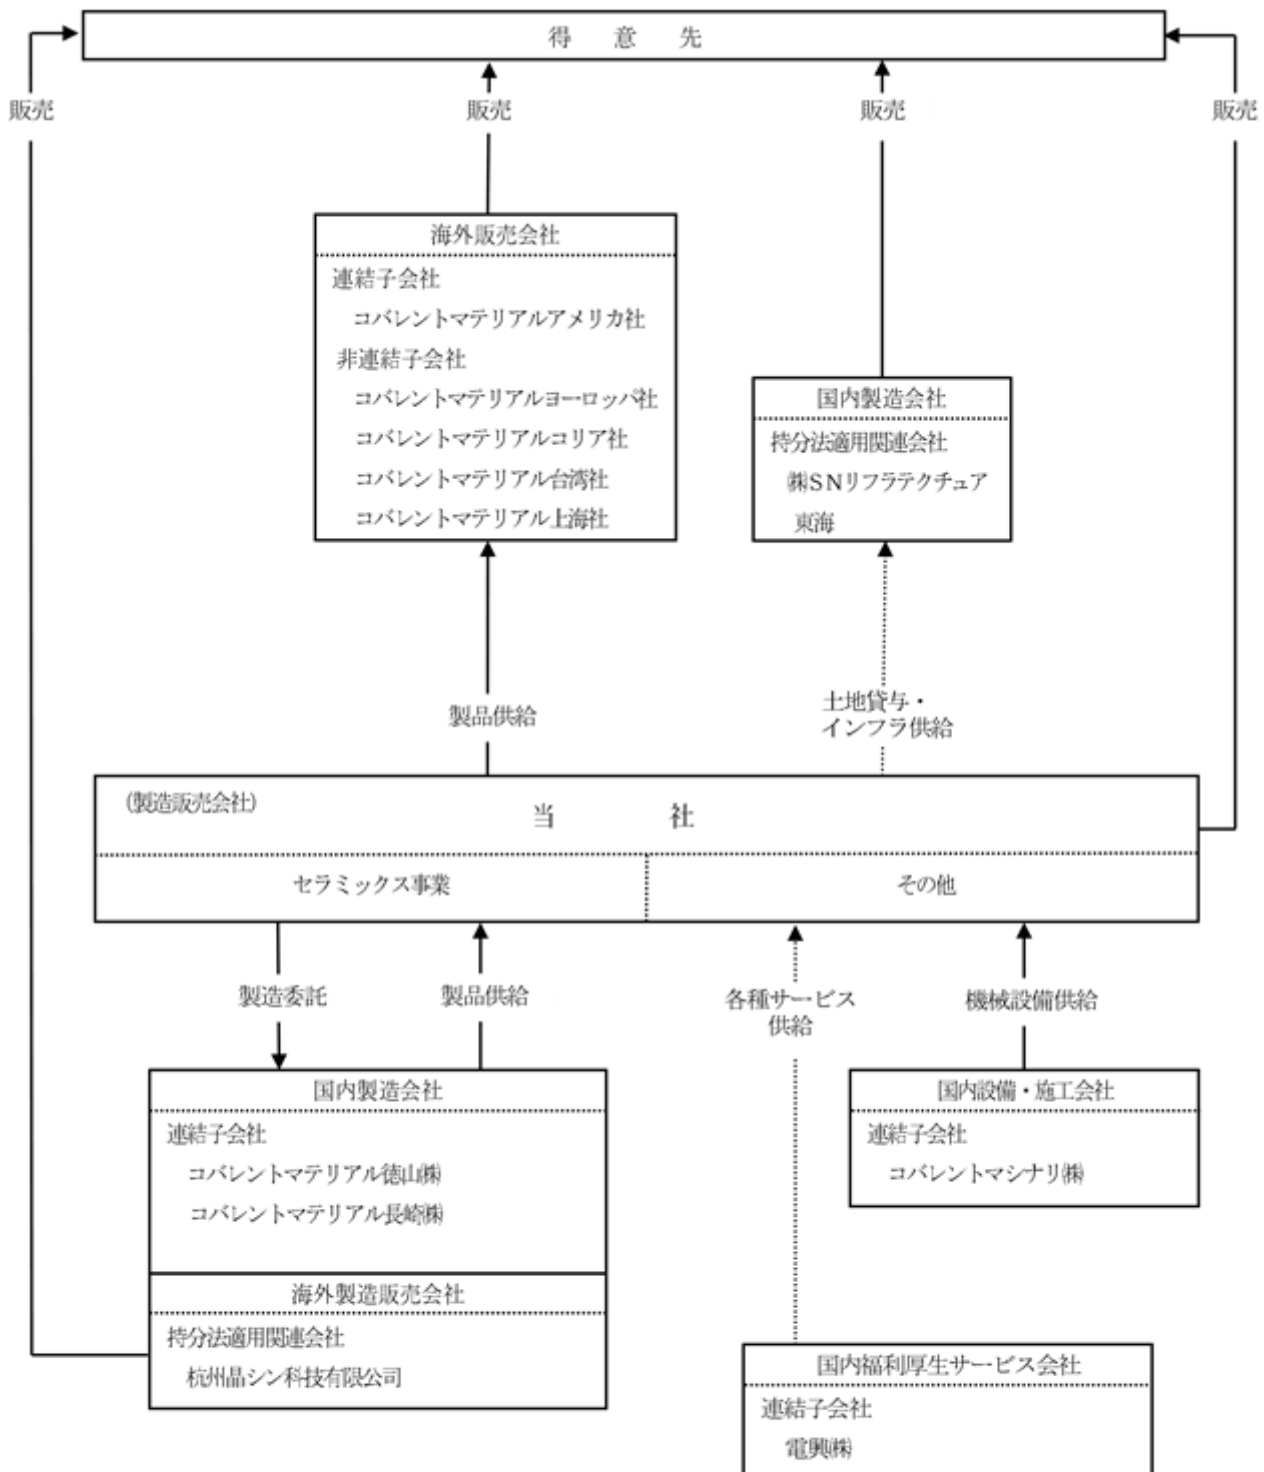 得 意 先
販売
販売
販売
販売
海外販売会社
連結子会社
コバレントマテリアルアメリカ社
非連結子会社
コバレントマテリアルヨーロッパ社
コバレントマテリアルコリア社
コバレントマテリアル台湾社
コバレントマテリアル上海社
国内製造会社
持分法適用関連会社
㈱SNリフラテクチュア
東海
製品供給
土地貸与・
インフラ供給
(製造販売会社)
当 社
セラミックス事業
その他
製造委託
製品供給
各種サービス
供給
機械設備供給
国内製造会社
連結子会社
コバレントマテリアル徳山㈱
コバレントマテリアル長崎㈱
海外製造販売会社
持分法適用関連会社
杭州晶シン科技有限公司
国内設備・施工会社
連結子会社
コバレントマシナリ㈱
国内福利厚生サービス会社
連結子会社
電興㈱